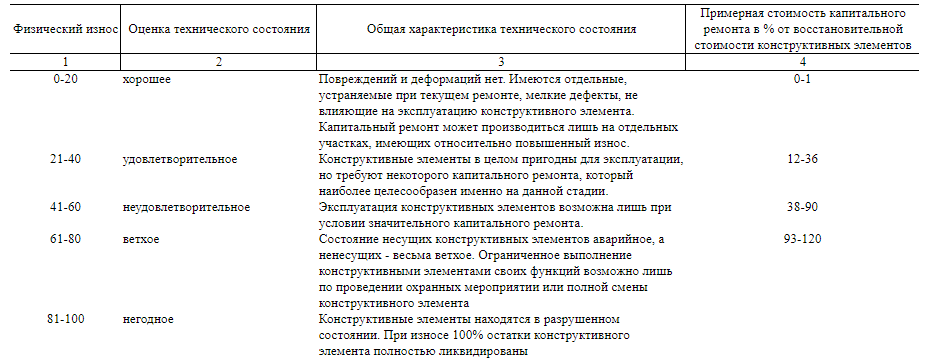 Физический износ
Оценка технического состояния
Общая характеристика технического состояния
Примерная стоимость капитального
ремонта в % от восстановительной
стоимости конструктивных элементов
1
2
3
4
0-20
хорошее
Повреждений и деформаций нет. Имеются отдельные,
устраняемые при текущем ремонте, мелкие дефекты, не
влияющие на эксплуатацию конструктивного элемента.
Капитальный ремонт может производиться лишь на отдельных
участках, имеющих относительно повышенный износ.
0-1
21-40
удовлетворительное
Конструктивные элементы в целом пригодны для эксплуатации,
но требуют некоторого капитального ремонта, который
наиболее целесообразен именно на данной стадии.
12-36
41-60
неудовлетворительное
Эксплуатация конструктивных элементов возможна лишь при
условии значительного капитального ремонта.
38-90
61-80
ветхое
Состояние несущих конструктивных элементов аварийное, а
ненесущих - весьма ветхое. Ограниченное выполнение
конструктивными элементами своих функций возможно лишь
по проведении охранных мероприятии или полной смены
конструктивного элемента
93-120
81-100
негодное
Конструктивные элементы находятся в разрушенном
состоянии. При износе 100% остатки конструктивного
элемента полностью ликвидированы